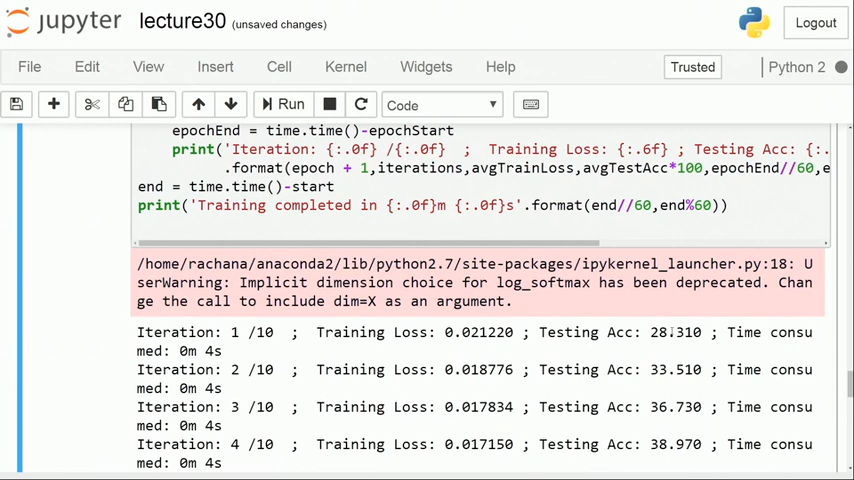 jupyter lecture30 (unsaved changes) Logout
File Edit View Insert Cell Kernel Widgets Help Trusted Python 2
Run Code
epochEnd = time.time()-epochStart
print('Iteration: {:.0f} /{:.0f}  ;  Training Loss: {:.6f} ; Testing Acc: {:.
.format(epoch + 1,iterations,avgTrainLoss,avgTestAcc*100,epochEnd//60,e
end = time.time()-start
print('Training completed in {:.0f}m {:.0f}s'.format(end//60,end%60))
/home/rachana/anaconda2/lib/python2.7/site-packages/ipykernel_launcher.py:18: U
serWarning: Implicit dimension choice for log_softmax has been deprecated. Chan
ge the call to include dim=X as an argument.
Iteration: 1 /10  ;  Training Loss: 0.021220 ; Testing Acc: 28.310 ; Time consu
med: 0m 4s
Iteration: 2 /10  ;  Training Loss: 0.018776 ; Testing Acc: 33.510 ; Time consu
med: 0m 4s
Iteration: 3 /10  ;  Training Loss: 0.017834 ; Testing Acc: 36.730 ; Time consu
med: 0m 4s
Iteration: 4 /10  ;  Training Loss: 0.017150 ; Testing Acc: 38.970 ; Time consu
med: 0m 4s